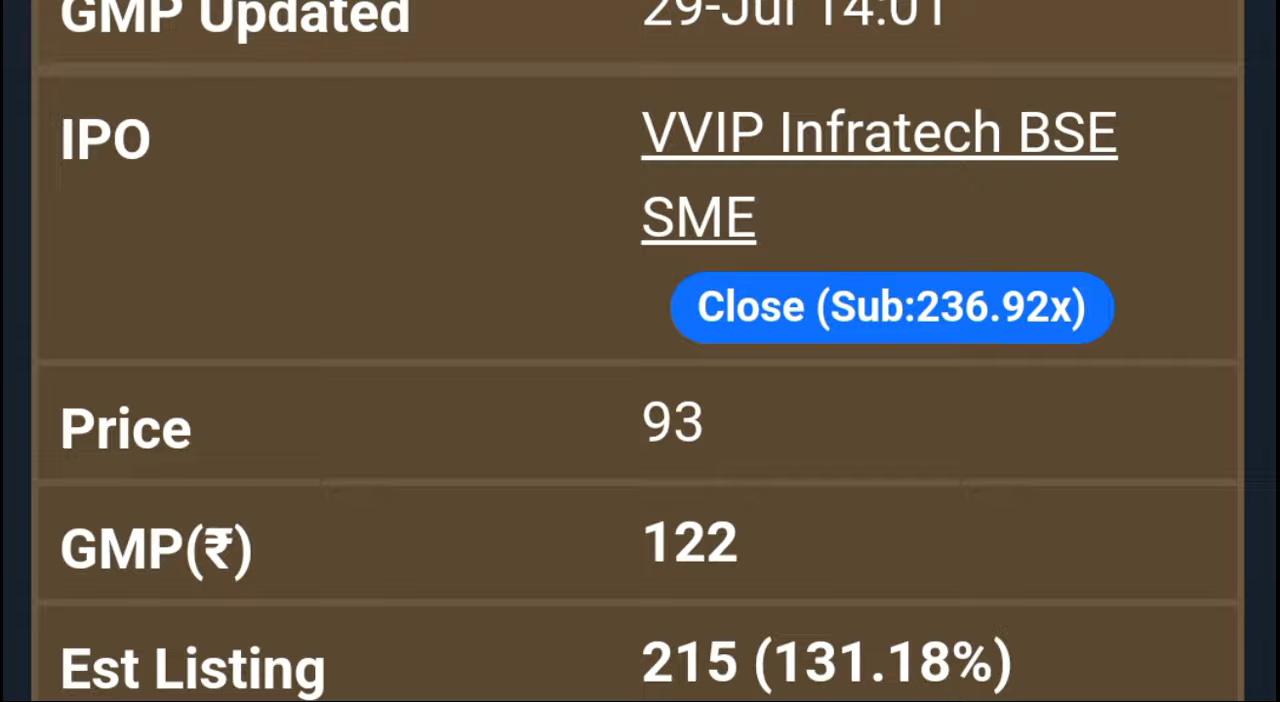 GMP Updated 29-Jul 14:01
IPO VVIP Infratech BSE
SME
Close (Sub:236.92x)
Price 93
GMP(₹) 122
Est Listing 215 (131.18%)